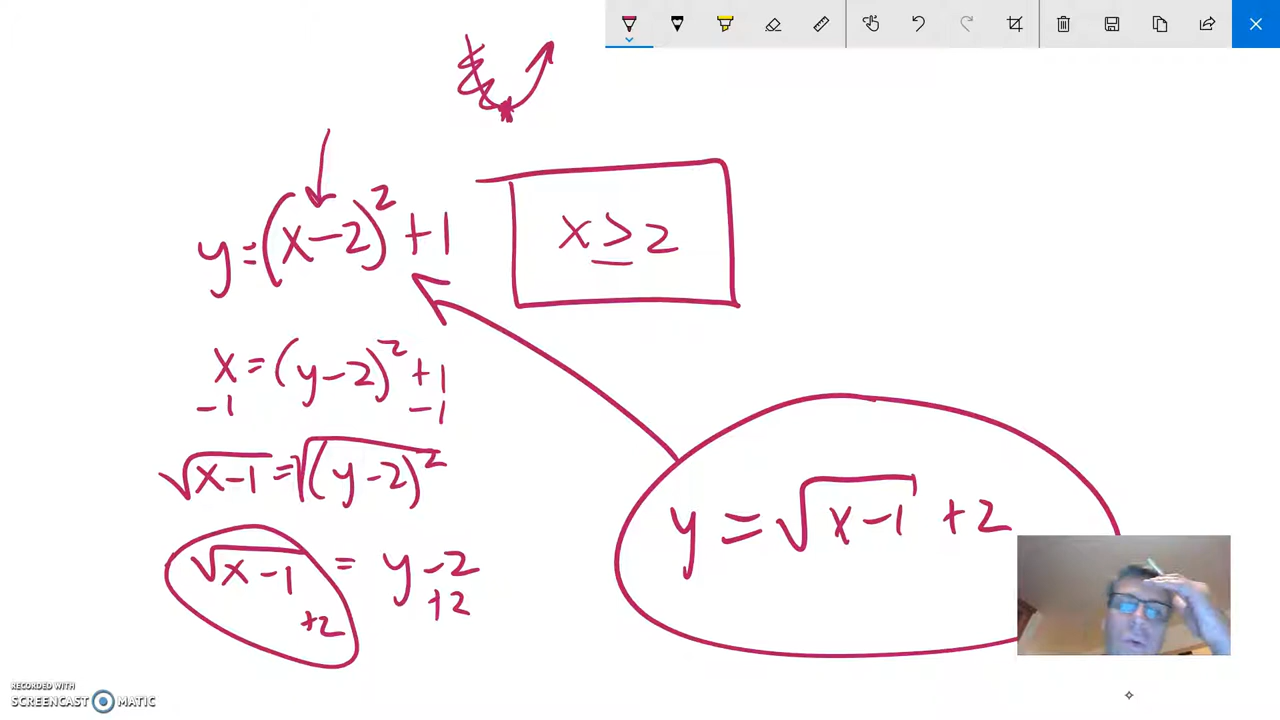 y=(x-2)²+1
x≥2
x=(y-2)²+1
-1 -1
√x-1=√(y-2)²
√x-1 = y-2
+2 +2
y=√x-1 +2
RECORDED WITH
SCREENCAST MATIC